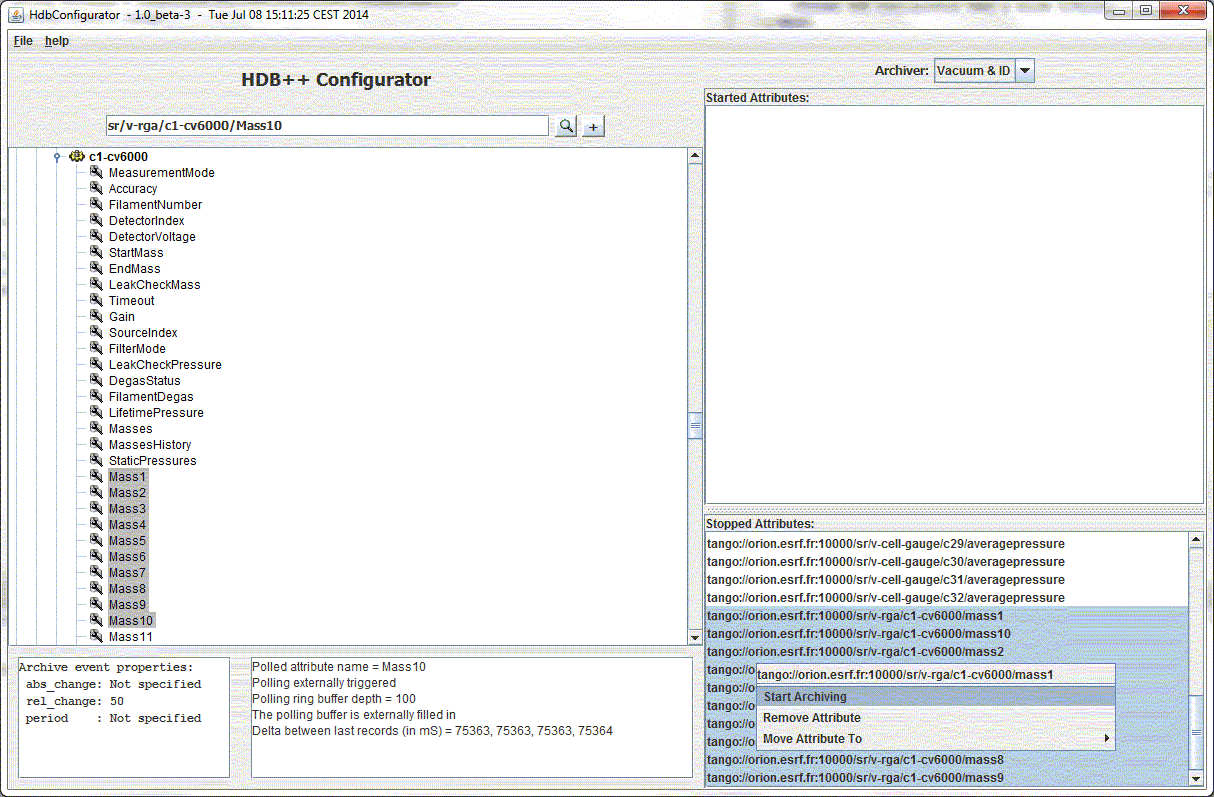 HdbConfigurator - 1.0_beta-3 - Tue Jul 08 15:11:25 CEST 2014
File help
HDB++ Configurator
Archiver: Vacuum & ID
sr/v-rga/c1-cv6000/Mass10
+
c1-cv6000
MeasurementMode
Accuracy
FilamentNumber
DetectorIndex
DetectorVoltage
StartMass
EndMass
LeakCheckMass
Timeout
Gain
SourceIndex
FilterMode
LeakCheckPressure
DegasStatus
FilamentDegas
LifetimePressure
Masses
MassesHistory
StaticPressures
Mass1
Mass2
Mass3
Mass4
Mass5
Mass6
Mass7
Mass8
Mass9
Mass10
Mass11
Archive event properties:
abs_change: Not specified
rel_change: 50
period : Not specified
Polled attribute name = Mass10
Polling externally triggered
Polling ring buffer depth = 100
The polling buffer is externally filled in
Delta between last records (in mS) = 75363, 75363, 75363, 75364
Started Attributes:
Stopped Attributes:
tango://orion.esrf.fr:10000/sr/v-cell-gauge/c29/averagepressure
tango://orion.esrf.fr:10000/sr/v-cell-gauge/c30/averagepressure
tango://orion.esrf.fr:10000/sr/v-cell-gauge/c31/averagepressure
tango://orion.esrf.fr:10000/sr/v-cell-gauge/c32/averagepressure
tango://orion.esrf.fr:10000/sr/v-rga/c1-cv6000/mass1
tango://orion.esrf.fr:10000/sr/v-rga/c1-cv6000/mass10
tango://orion.esrf.fr:10000/sr/v-rga/c1-cv6000/mass2
tango://o
tango://o
tango://o
tango://o
tango://o
tango://orion.esrf.fr:10000/sr/v-rga/c1-cv6000/mass1
Start Archiving
Remove Attribute
Move Attribute To
tango://orion.esrf.fr:10000/sr/v-rga/c1-cv6000/mass8
tango://orion.esrf.fr:10000/sr/v-rga/c1-cv6000/mass9